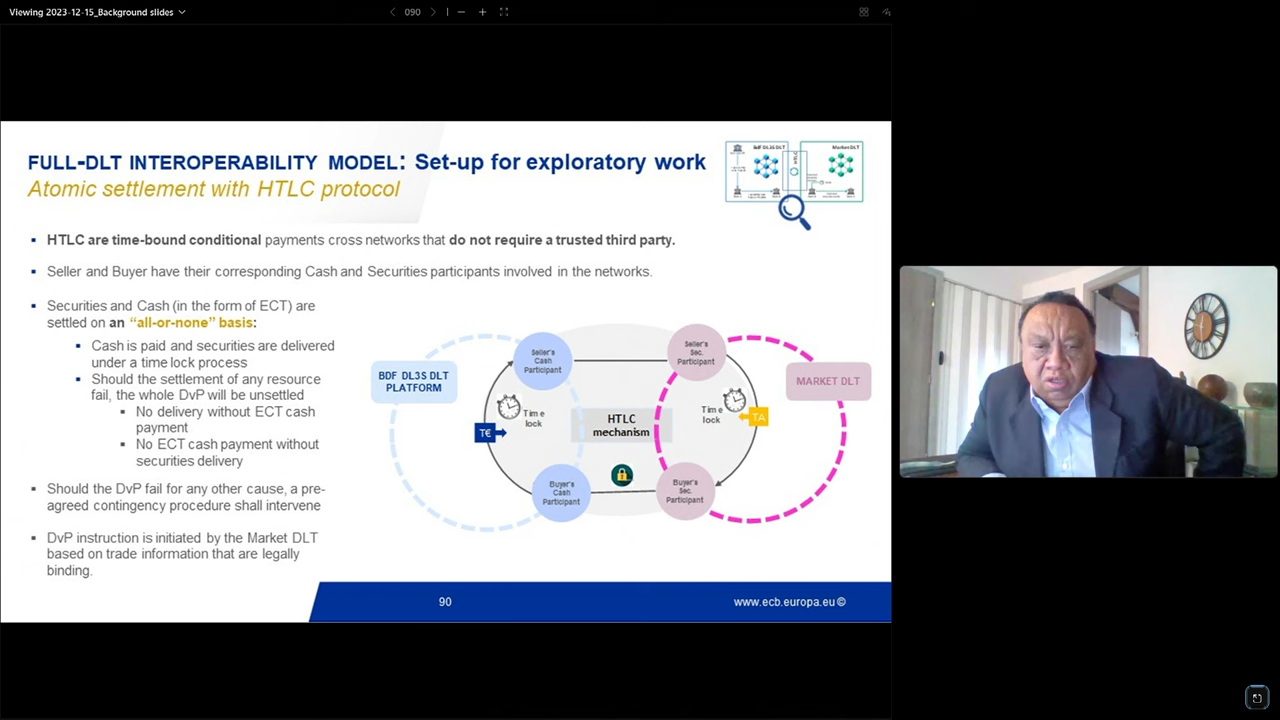 Viewing 2023-12-15_Background slides
090
FULL-DLT INTEROPERABILITY MODEL: Set-up for exploratory work
Atomic settlement with HTLC protocol
BdF DL3S DLT
HTLC
Market DLT
HTLC are time-bound conditional payments cross networks that do not require a trusted third party.
Seller and Buyer have their corresponding Cash and Securities participants involved in the networks.
Securities and Cash (in the form of ECT) are
settled on an “all-or-none” basis:
Cash is paid and securities are delivered
under a time lock process
Should the settlement of any resource
fail, the whole DvP will be unsettled
No delivery without ECT cash
payment
No ECT cash payment without
securities delivery
Should the DvP fail for any other cause, a pre-
agreed contingency procedure shall intervene
DvP instruction is initiated by the Market DLT
based on trade information that are legally
binding.
BDF DL3S DLT
PLATFORM
Seller's
Cash
Participant
Seller's
Sec.
Participant
MARKET DLT
Time
lock
T€
HTLC
mechanism
Time
lock
TA
Buyer's
Cash
Participant
Buyer's
Sec.
Participant
90
www.ecb.europa.eu ©